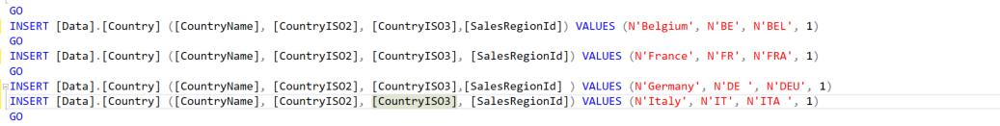 GO
INSERT [Data].[Country] ([CountryName], [CountryISO2], [CountryISO3],[SalesRegionId]) VALUES (N'Belgium', N'BE', N'BEL', 1)
GO
INSERT [Data].[Country] ([CountryName], [CountryISO2], [CountryISO3], [SalesRegionId]) VALUES (N'France', N'FR', N'FRA', 1)
GO
INSERT [Data].[Country] ([CountryName], [CountryISO2], [CountryISO3],[SalesRegionId] ) VALUES (N'Germany', N'DE ', N'DEU', 1)
INSERT [Data].[Country] ([CountryName], [CountryISO2], [CountryISO3], [SalesRegionId]) VALUES (N'Italy', N'IT', N'ITA ', 1)
GO